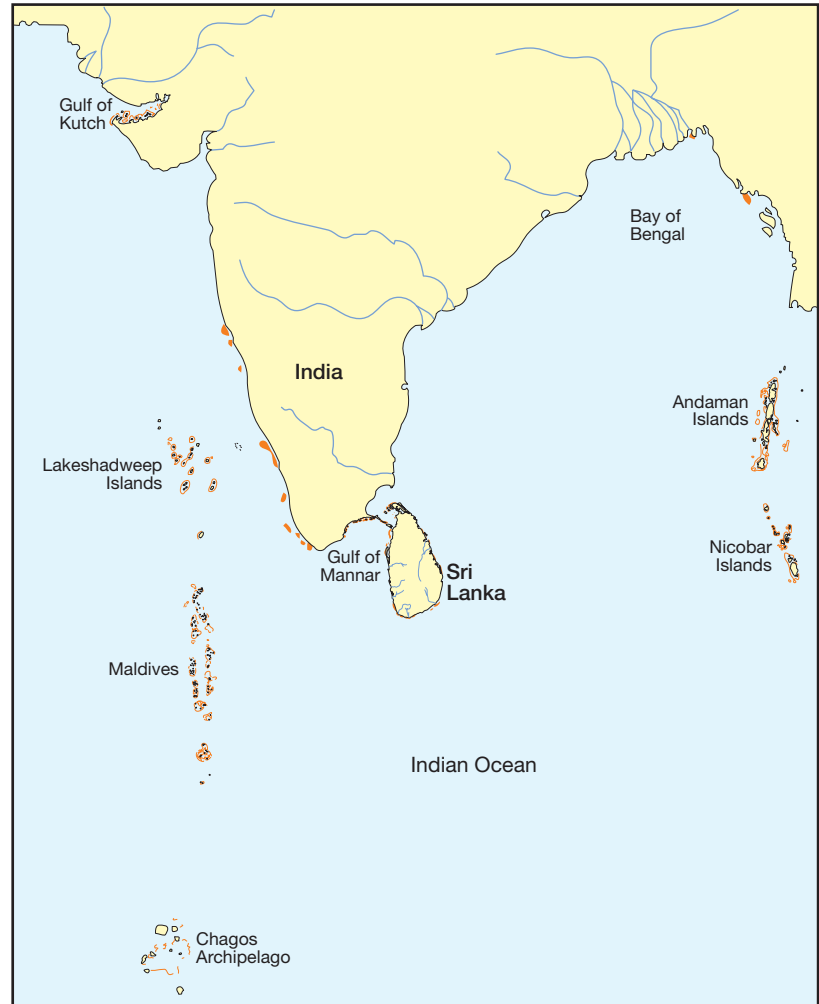 Gulf of
Kutch
Bay of
Bengal
India
Andaman
Islands
Lakeshadweep
Islands
Gulf of
Mannar
Sri
Lanka
Nicobar
Islands
Maldives
Indian Ocean
Chagos
Archipelago